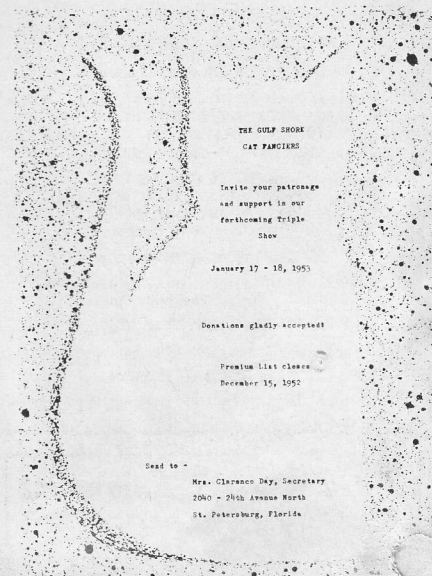 THE GULF SHORE
CAT FANCIERS
Invite your patronage
and support in our
forthcoming Triple
Show
January 17 - 18, 1953
Donations gladly accepted!
Premium List closes
December 15, 1952
Send to -
Mrs. Clarence Day, Secretary
2040 - 24th Avenue North
St. Petersburg, Florida